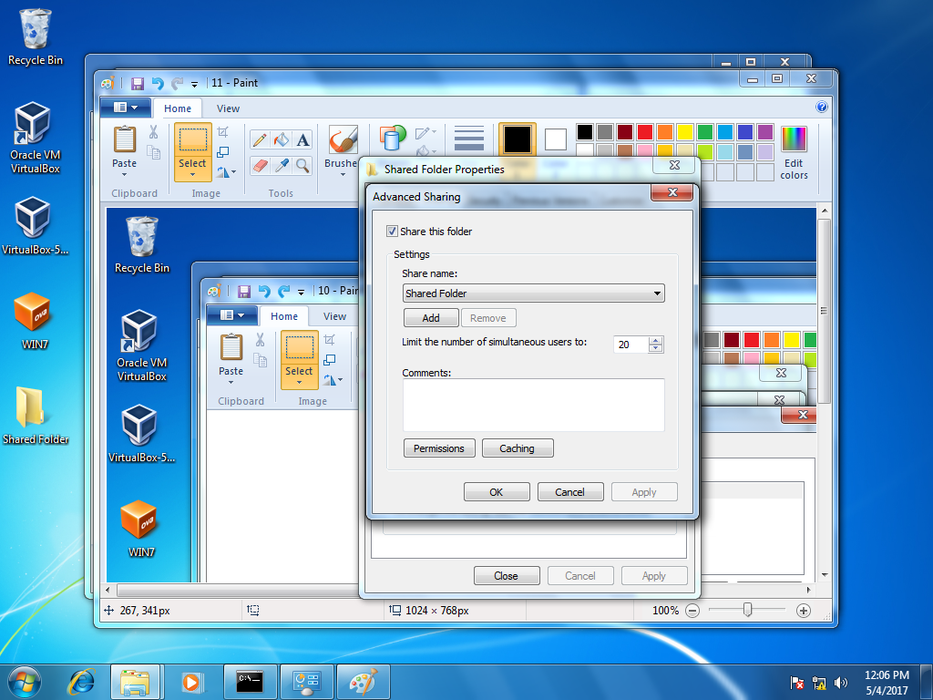 Recycle Bin
Oracle VM
VirtualBox
VirtualBox-5...
WIN7
ova
Shared Folder
11 - Paint
Home View
Paste
Clipboard
Select
Image
Tools
Brushe
Edit
colors
Shared Folder Properties
Advanced Sharing
Share this folder
Settings
Share name:
Shared Folder
Add Remove
Limit the number of simultaneous users to: 20
Comments:
Permissions Caching
OK Cancel Apply
Close Cancel Apply
Recycle Bin
Oracle VM
VirtualBox
VirtualBox-5...
ova
WIN7
10 - Pain
Home View
Paste
Clipboard
Select
Image
267, 341px
1024 × 768px
100%
C:\_
12:06 PM
5/4/2017